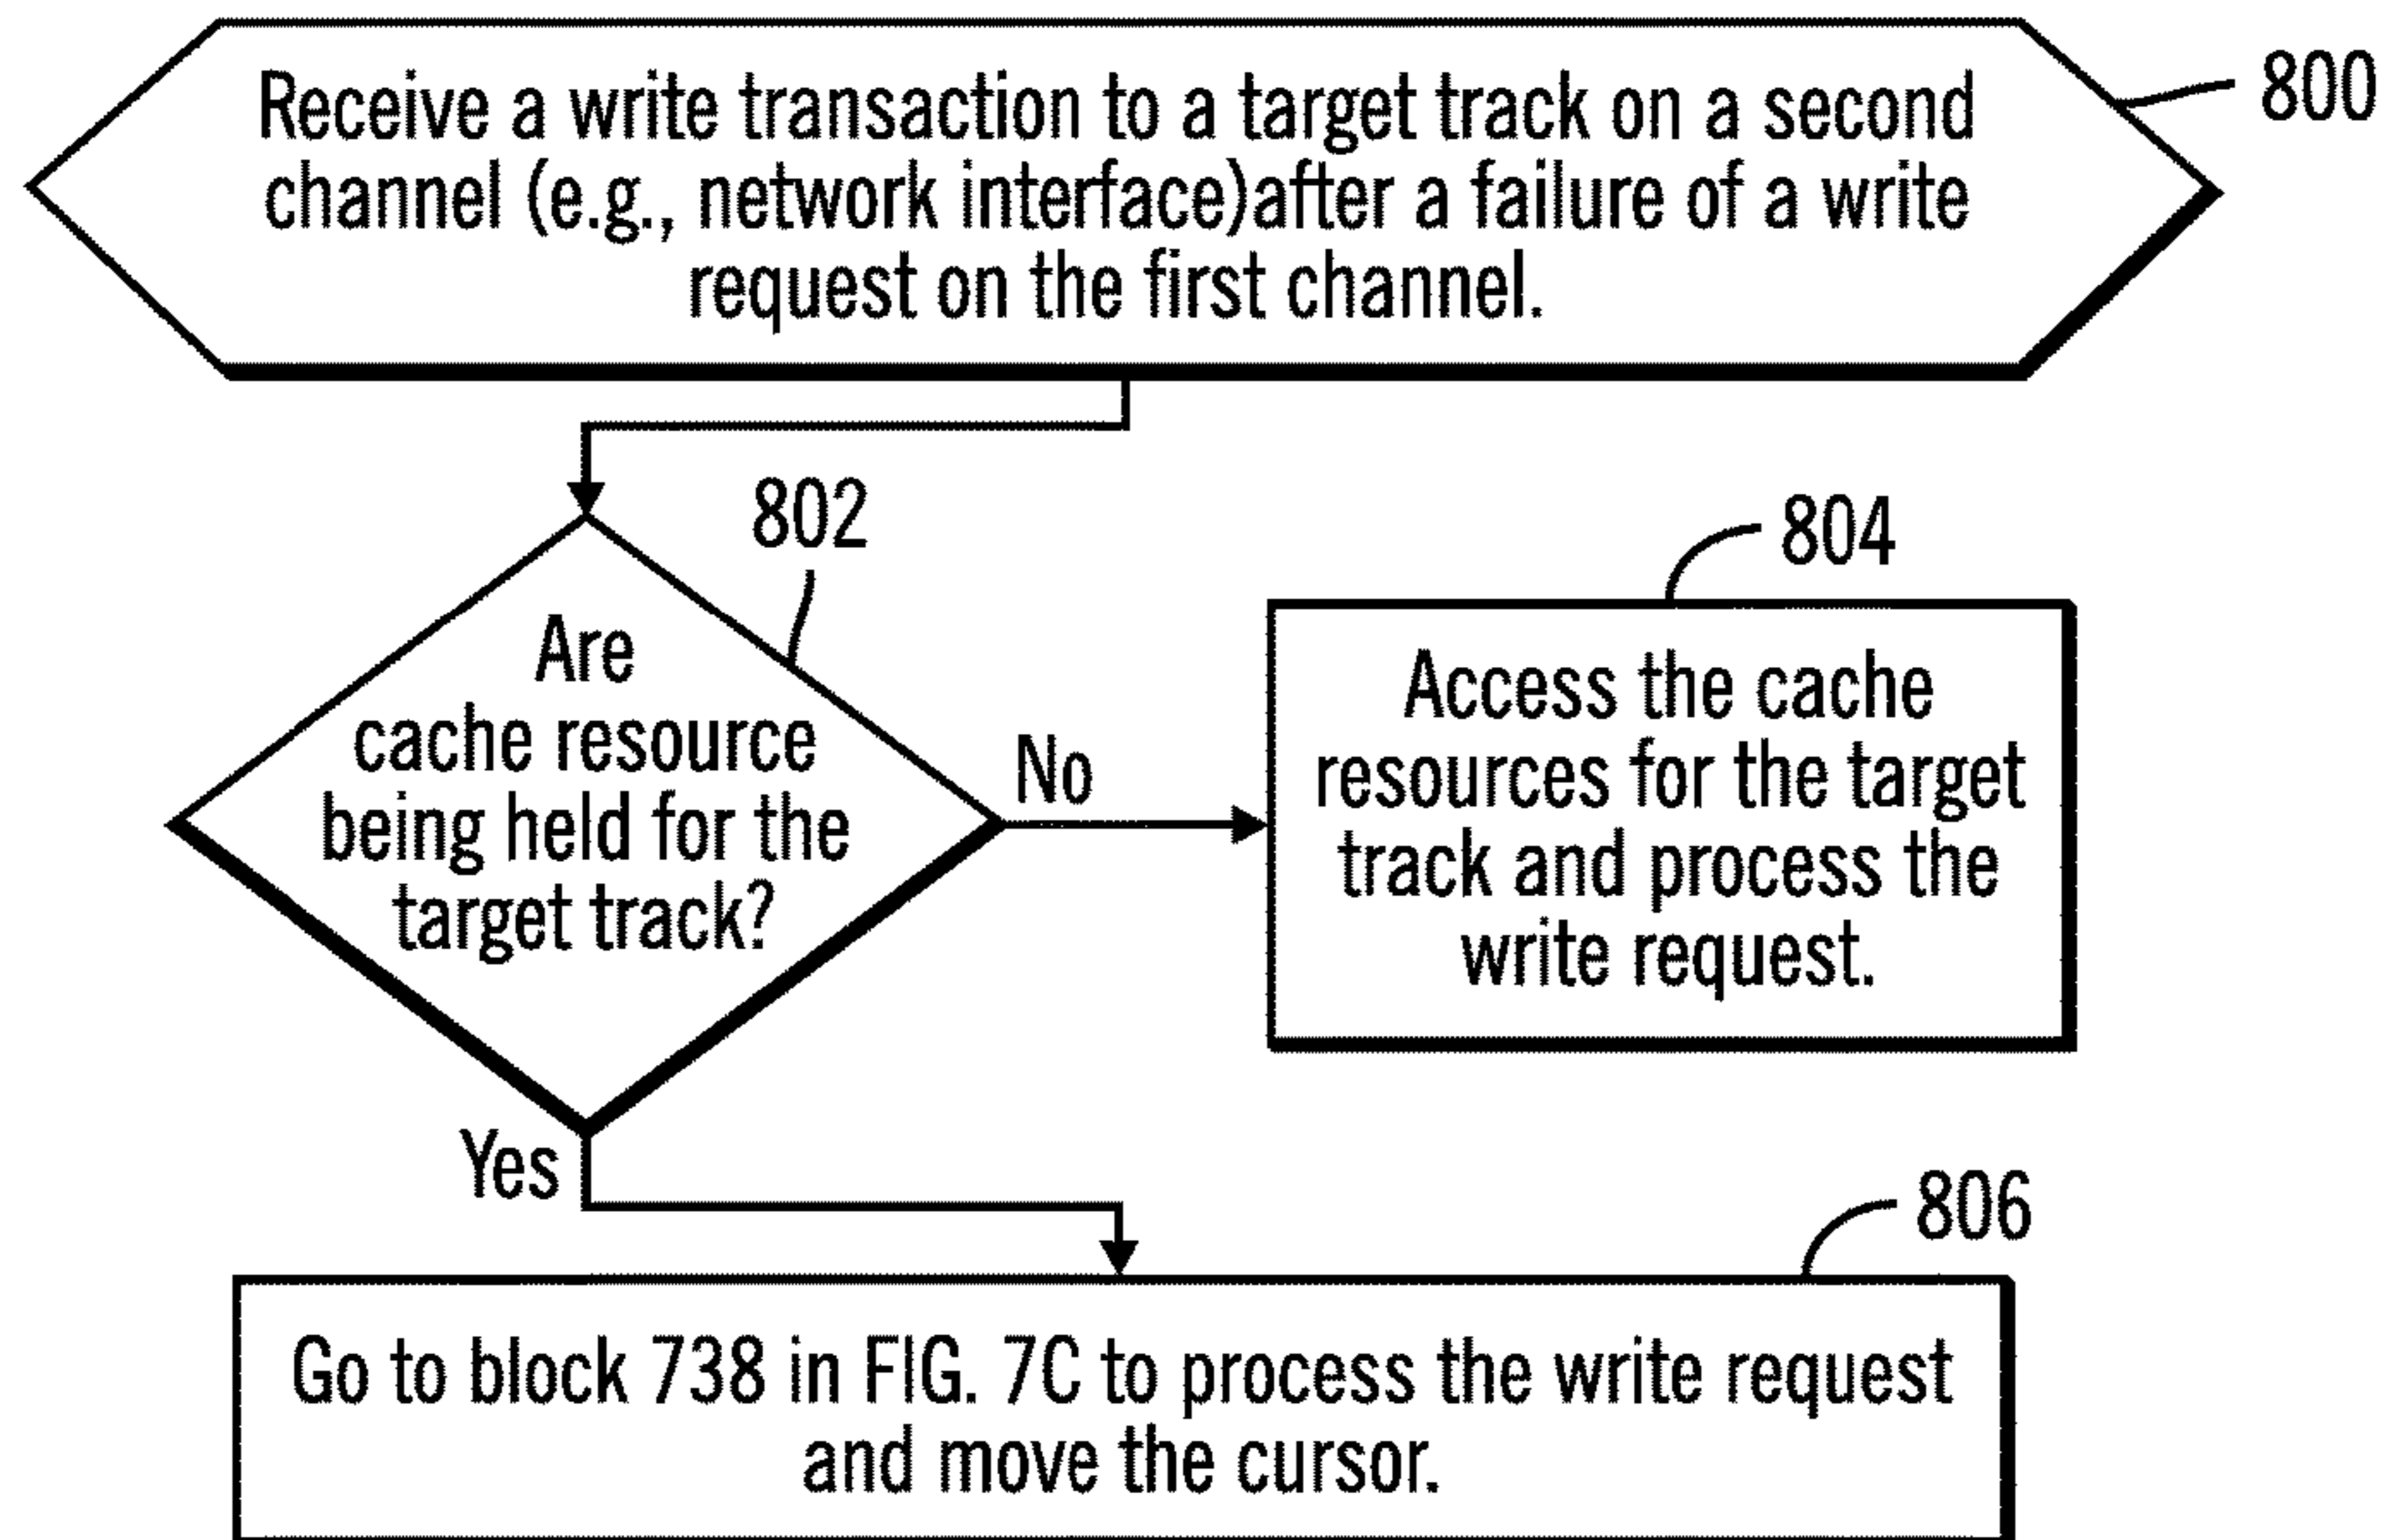 Receive a write transaction to a target track on a second
channel (e.g., network interface)after a failure of a write
request on the first channel.
800
802
Are
cache resource
being held for the
target track?
No
804
Access the cache
resources for the target
track and process the
write request.
Yes
806
Go to block 738 in FIG. 7C to process the write request
and move the cursor.